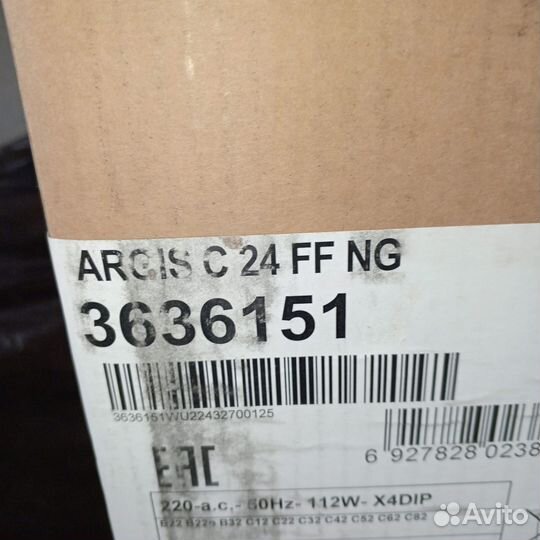 ARGIS C 24 FF NG
3636151
3636151WU22432700125
6 927828 0238
EAC
220-a.c.- 50Hz- 112W- X4DIP
B22 B22s B32 C12 C22 C32 C42 C52 C62 C82
Avito